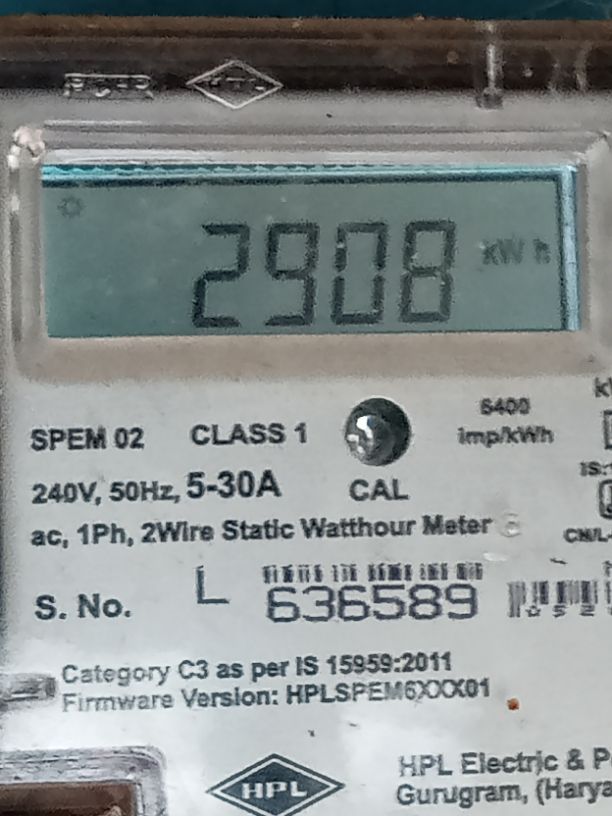 2908 kWh
SPEM 02 CLASS 1
6400
imp/kWh
240V, 50Hz, 5-30A CAL
ac, 1Ph, 2Wire Static Watthour Meter
S. No. L 636589
Category C3 as per IS 15959:2011
Firmware Version: HPLSPEM6XXX01
HPL
HPL Electric &
Gurugram,